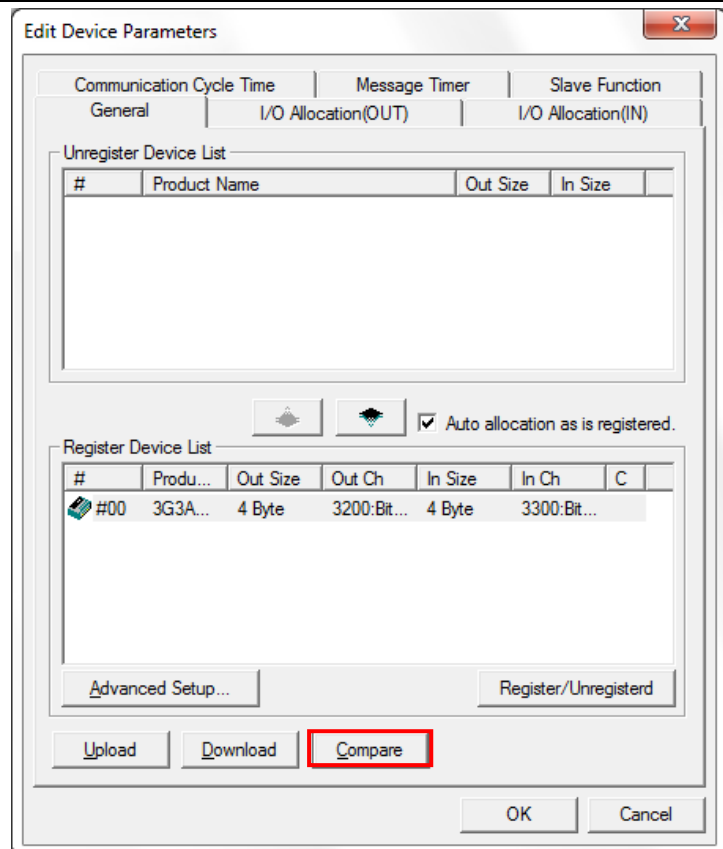 Edit Device Parameters
Communication Cycle Time Message Timer Slave Function
General I/O Allocation(OUT) I/O Allocation(IN)
Unregister Device List
# Product Name Out Size In Size
Auto allocation as is registered.
Register Device List
# Produ... Out Size Out Ch In Size In Ch C
#00 3G3A... 4 Byte 3200:Bit... 4 Byte 3300:Bit...
Advanced Setup... Register/Unregisterd
Upload Download Compare
OK Cancel